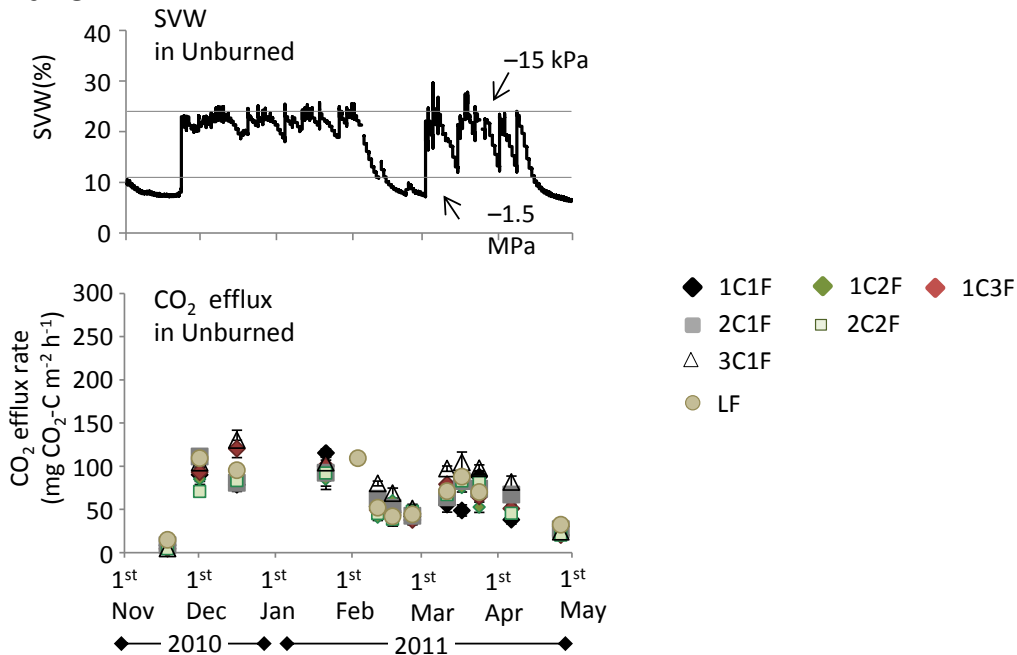 SVW
in Unburned
–15 kPa
–1.5
MPa
SVW(%)
40
30
20
10
0
CO₂ efflux
in Unburned
CO₂ efflux rate
(mg CO₂-C m⁻² h⁻¹)
300
250
200
150
100
50
0
1ˢᵗ 1ˢᵗ 1ˢᵗ 1ˢᵗ 1ˢᵗ 1ˢᵗ 1ˢᵗ
Nov Dec Jan Feb Mar Apr May
2010 2011
1C1F 1C2F 1C3F
2C1F 2C2F
3C1F
LF